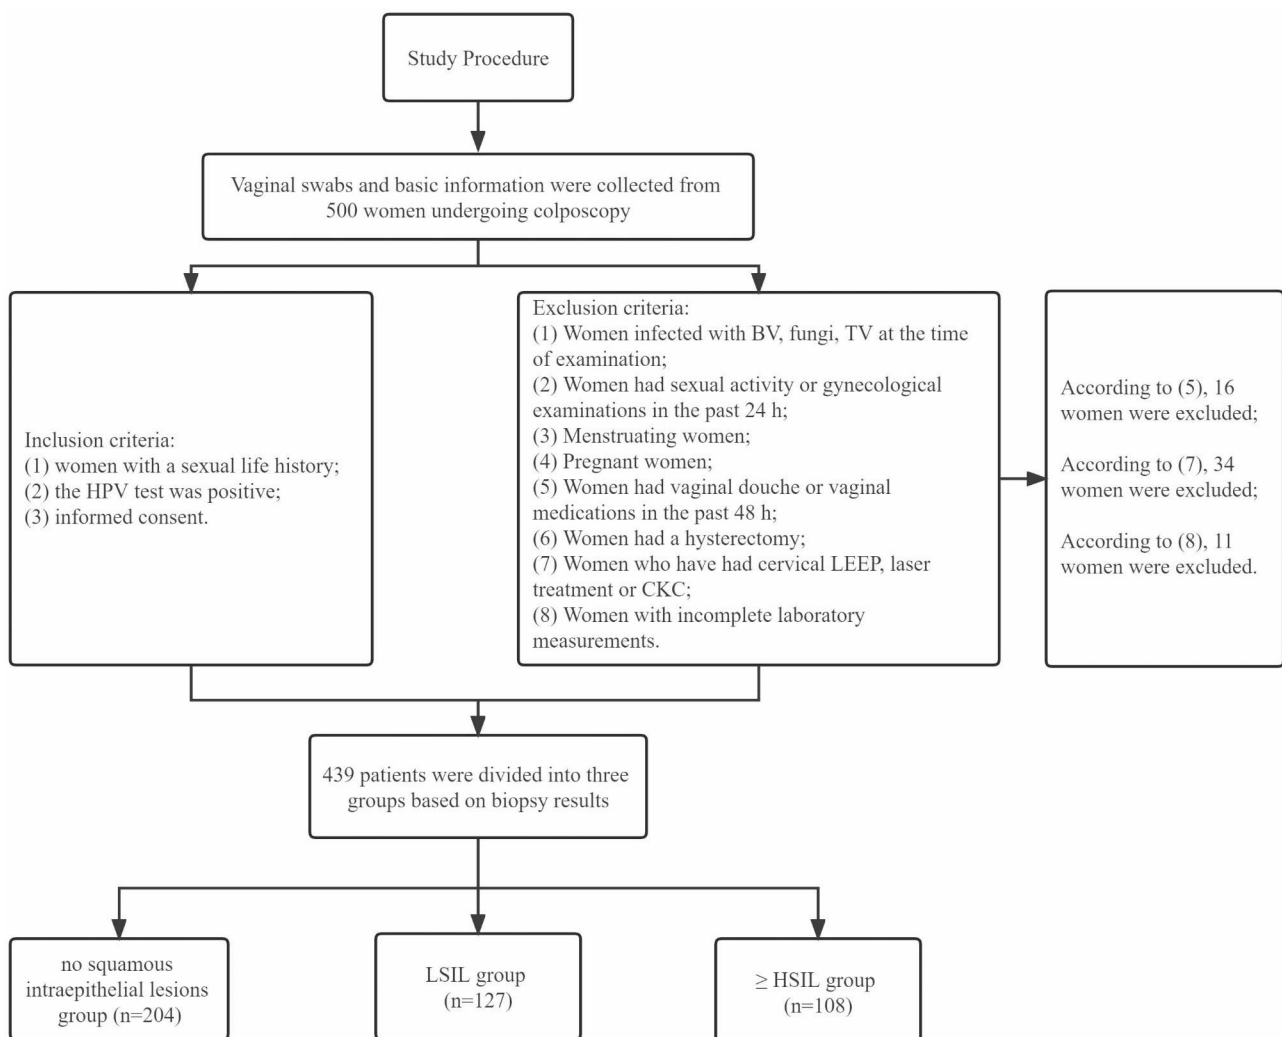 Study Procedure
Vaginal swabs and basic information were collected from
500 women undergoing colposcopy
Inclusion criteria:
(1) women with a sexual life history;
(2) the HPV test was positive;
(3) informed consent.
Exclusion criteria:
(1) Women infected with BV, fungi, TV at the time
of examination;
(2) Women had sexual activity or gynecological
examinations in the past 24 h;
(3) Menstruating women;
(4) Pregnant women;
(5) Women had vaginal douche or vaginal
medications in the past 48 h;
(6) Women had a hysterectomy;
(7) Women who have had cervical LEEP, laser
treatment or CKC;
(8) Women with incomplete laboratory
measurements.
According to (5), 16
women were excluded;
According to (7), 34
women were excluded;
According to (8), 11
women were excluded.
439 patients were divided into three
groups based on biopsy results
no squamous
intraepithelial lesions
group (n=204)
LSIL group
(n=127)
≥ HSIL group
(n=108)